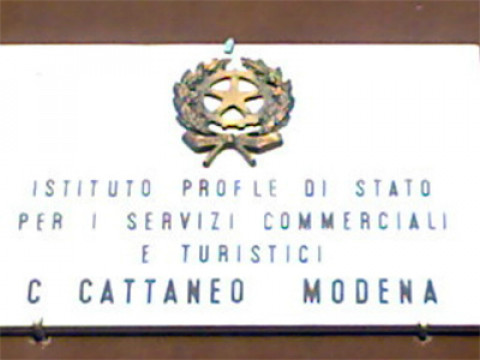 ISTITUTO PROFLE DI STATO
PER I SERVIZI COMMERCIALI
E TURISTICI
C CATTANEO MODENA